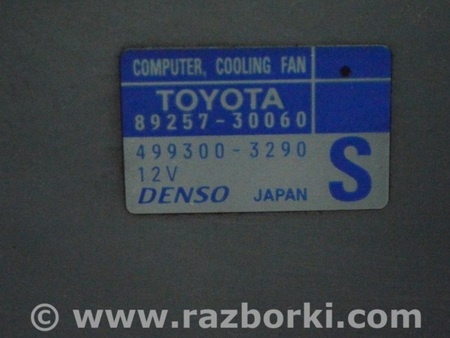 COMPUTER, COOLING FAN
TOYOTA
89257-30060
499300-3290
12V
S
DENSO JAPAN
© www.razborki.com